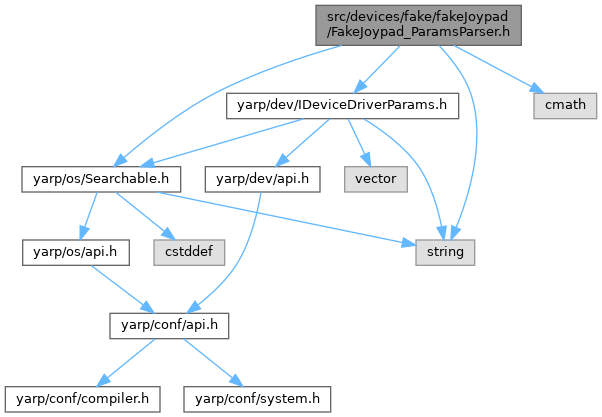 src/devices/fake/fakeJoypad
/FakeJoypad_ParamsParser.h
yarp/dev/IDeviceDriverParams.h
cmath
yarp/os/Searchable.h
yarp/dev/api.h
vector
yarp/os/api.h
cstddef
string
yarp/conf/api.h
yarp/conf/compiler.h
yarp/conf/system.h